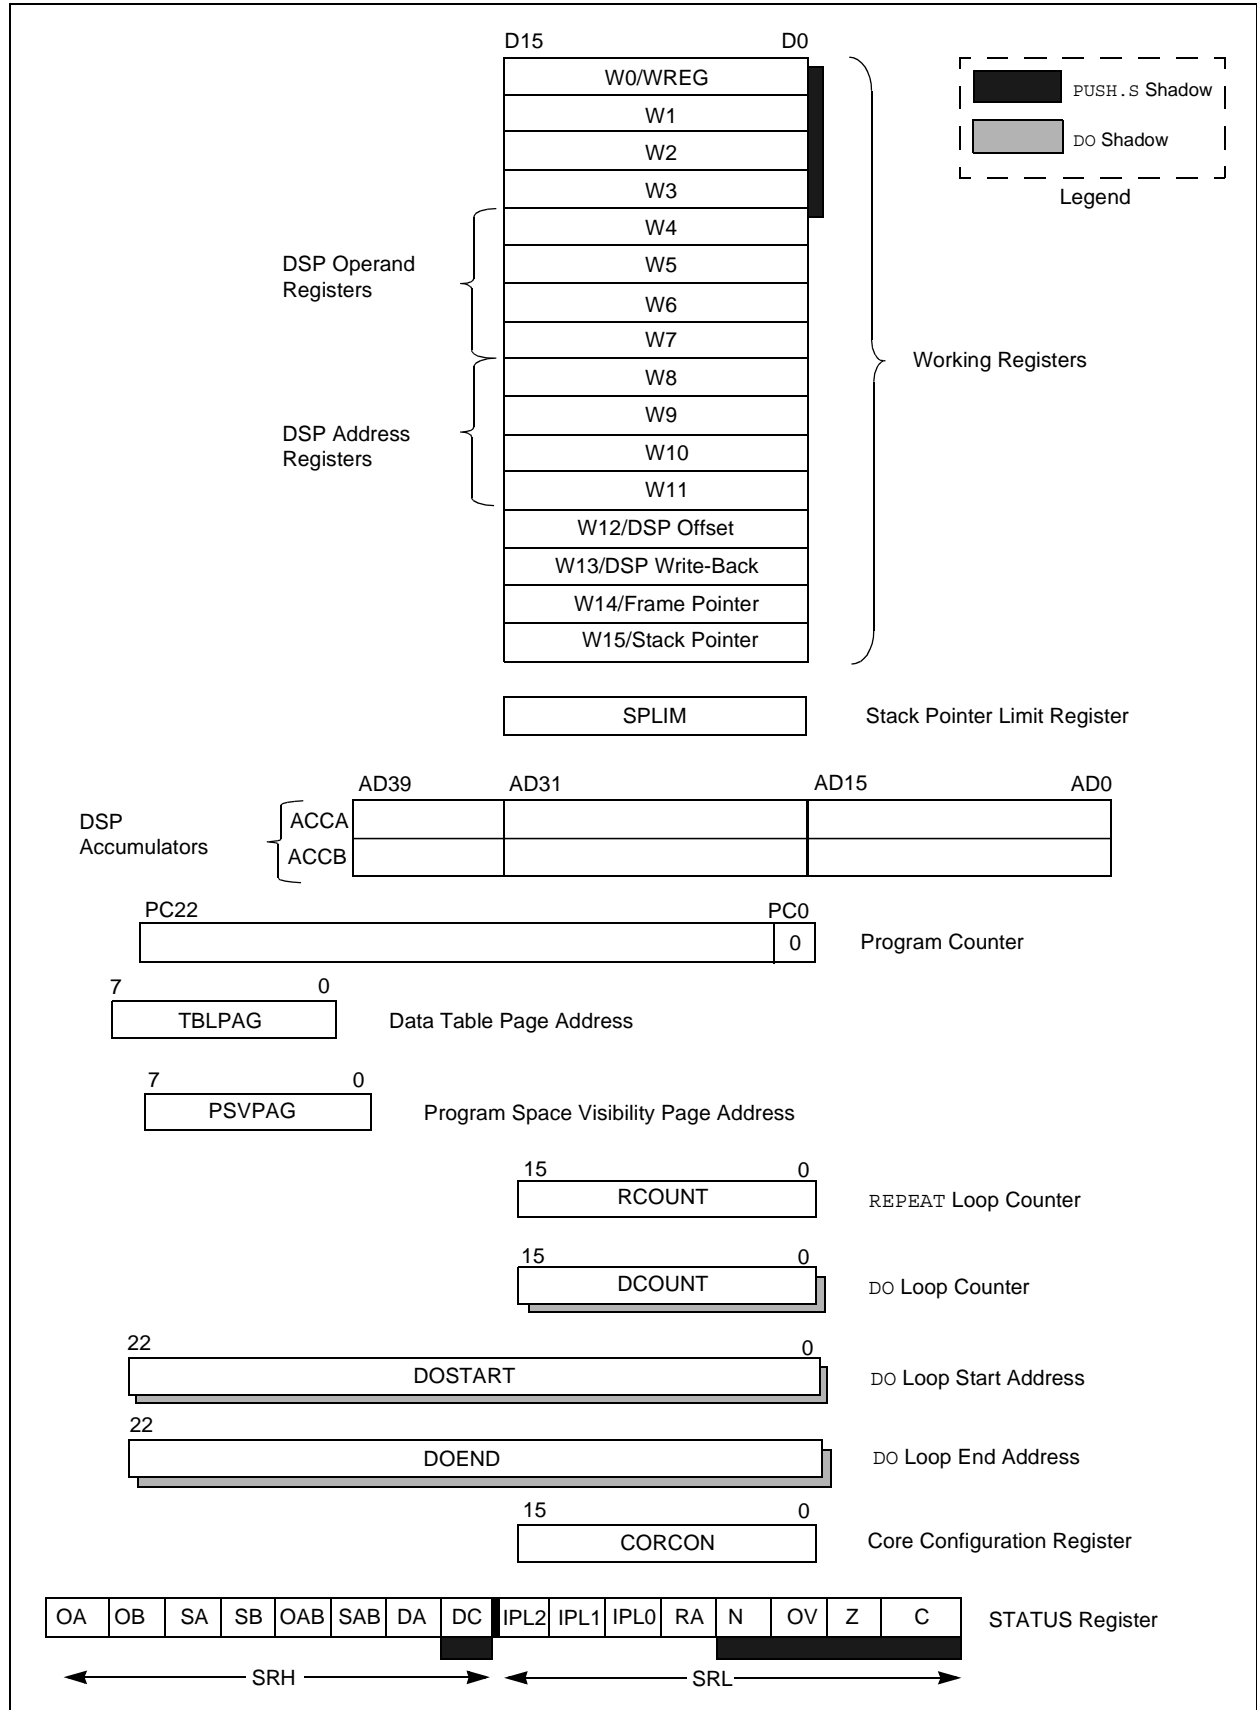 D15 D0
W0/WREG
W1
W2
W3
W4
W5
W6
W7
W8
W9
W10
W11
W12/DSP Offset
W13/DSP Write-Back
W14/Frame Pointer
W15/Stack Pointer
PUSH.S Shadow
DO Shadow
Legend
DSP Operand
Registers
DSP Address
Registers
Working Registers
SPLIM Stack Pointer Limit Register
AD39 AD31 AD15 AD0
DSP
Accumulators
ACCA
ACCB
PC22 PC0
0 Program Counter
7 0
TBLPAG Data Table Page Address
7 0
PSVPAG Program Space Visibility Page Address
15 0
RCOUNT REPEAT Loop Counter
15 0
DCOUNT DO Loop Counter
22 0
DOSTART DO Loop Start Address
22
DOEND DO Loop End Address
15 0
CORCON Core Configuration Register
OA OB SA SB OAB SAB DA DC IPL2 IPL1 IPL0 RA N OV Z C STATUS Register
SRH SRL